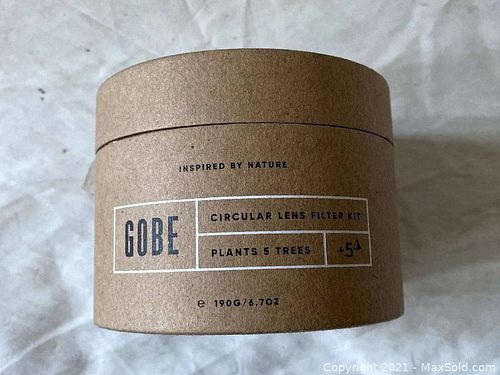 INSPIRED BY NATURE
GOBE
CIRCULAR LENS FILTER KIT
PLANTS 5 TREES
+5
℮ 190G/6.7OZ
Copyright 2021 - MaxSold.com